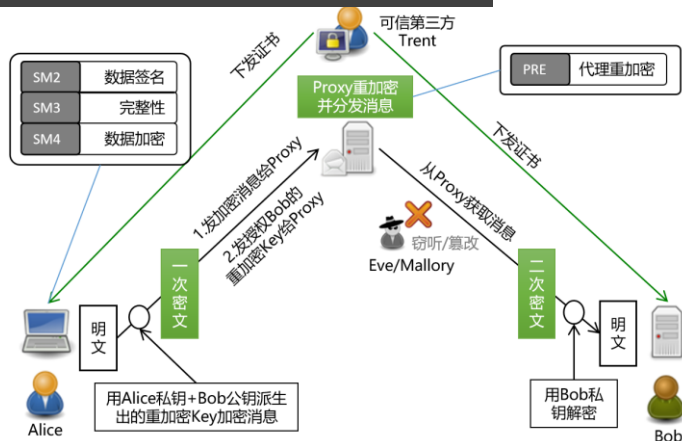 可信第三方
Trent
下发证书
SM2 数据签名
SM3 完整性
SM4 数据加密
PRE 代理重加密
Proxy重加密
并分发消息
下发证书
1.发加密消息给Proxy
2.发授权Bob的
重加密Key给Proxy
从Proxy获取消息
窃听/篡改
Eve/Mallory
一次密文
二次密文
明文
明文
用Alice私钥+Bob公钥派生
出的重加密Key加密消息
用Bob私
钥解密
Alice
Bob